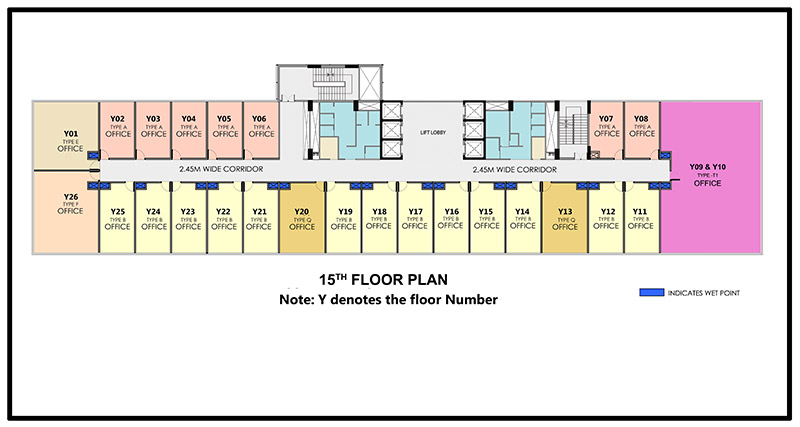 Y01
TYPE E
OFFICE
Y02
TYPE A
OFFICE
Y03
TYPE A
OFFICE
Y04
TYPE A
OFFICE
Y05
TYPE A
OFFICE
Y06
TYPE A
OFFICE
LIFT LOBBY
Y07
TYPE A
OFFICE
Y08
TYPE A
OFFICE
Y09 & Y10
TYPE -T1
OFFICE
2.45M WIDE CORRIDOR
2.45M WIDE CORRIDOR
Y26
TYPE F
OFFICE
Y25
TYPE B
OFFICE
Y24
TYPE B
OFFICE
Y23
TYPE B
OFFICE
Y22
TYPE B
OFFICE
Y21
TYPE B
OFFICE
Y20
TYPE Q
OFFICE
Y19
TYPE B
OFFICE
Y18
TYPE B
OFFICE
Y17
TYPE B
OFFICE
Y16
TYPE B
OFFICE
Y15
TYPE B
OFFICE
Y14
TYPE B
OFFICE
Y13
TYPE Q
OFFICE
Y12
TYPE B
OFFICE
Y11
TYPE B
OFFICE
15TH FLOOR PLAN
Note: Y denotes the floor Number
INDICATES WET POINT